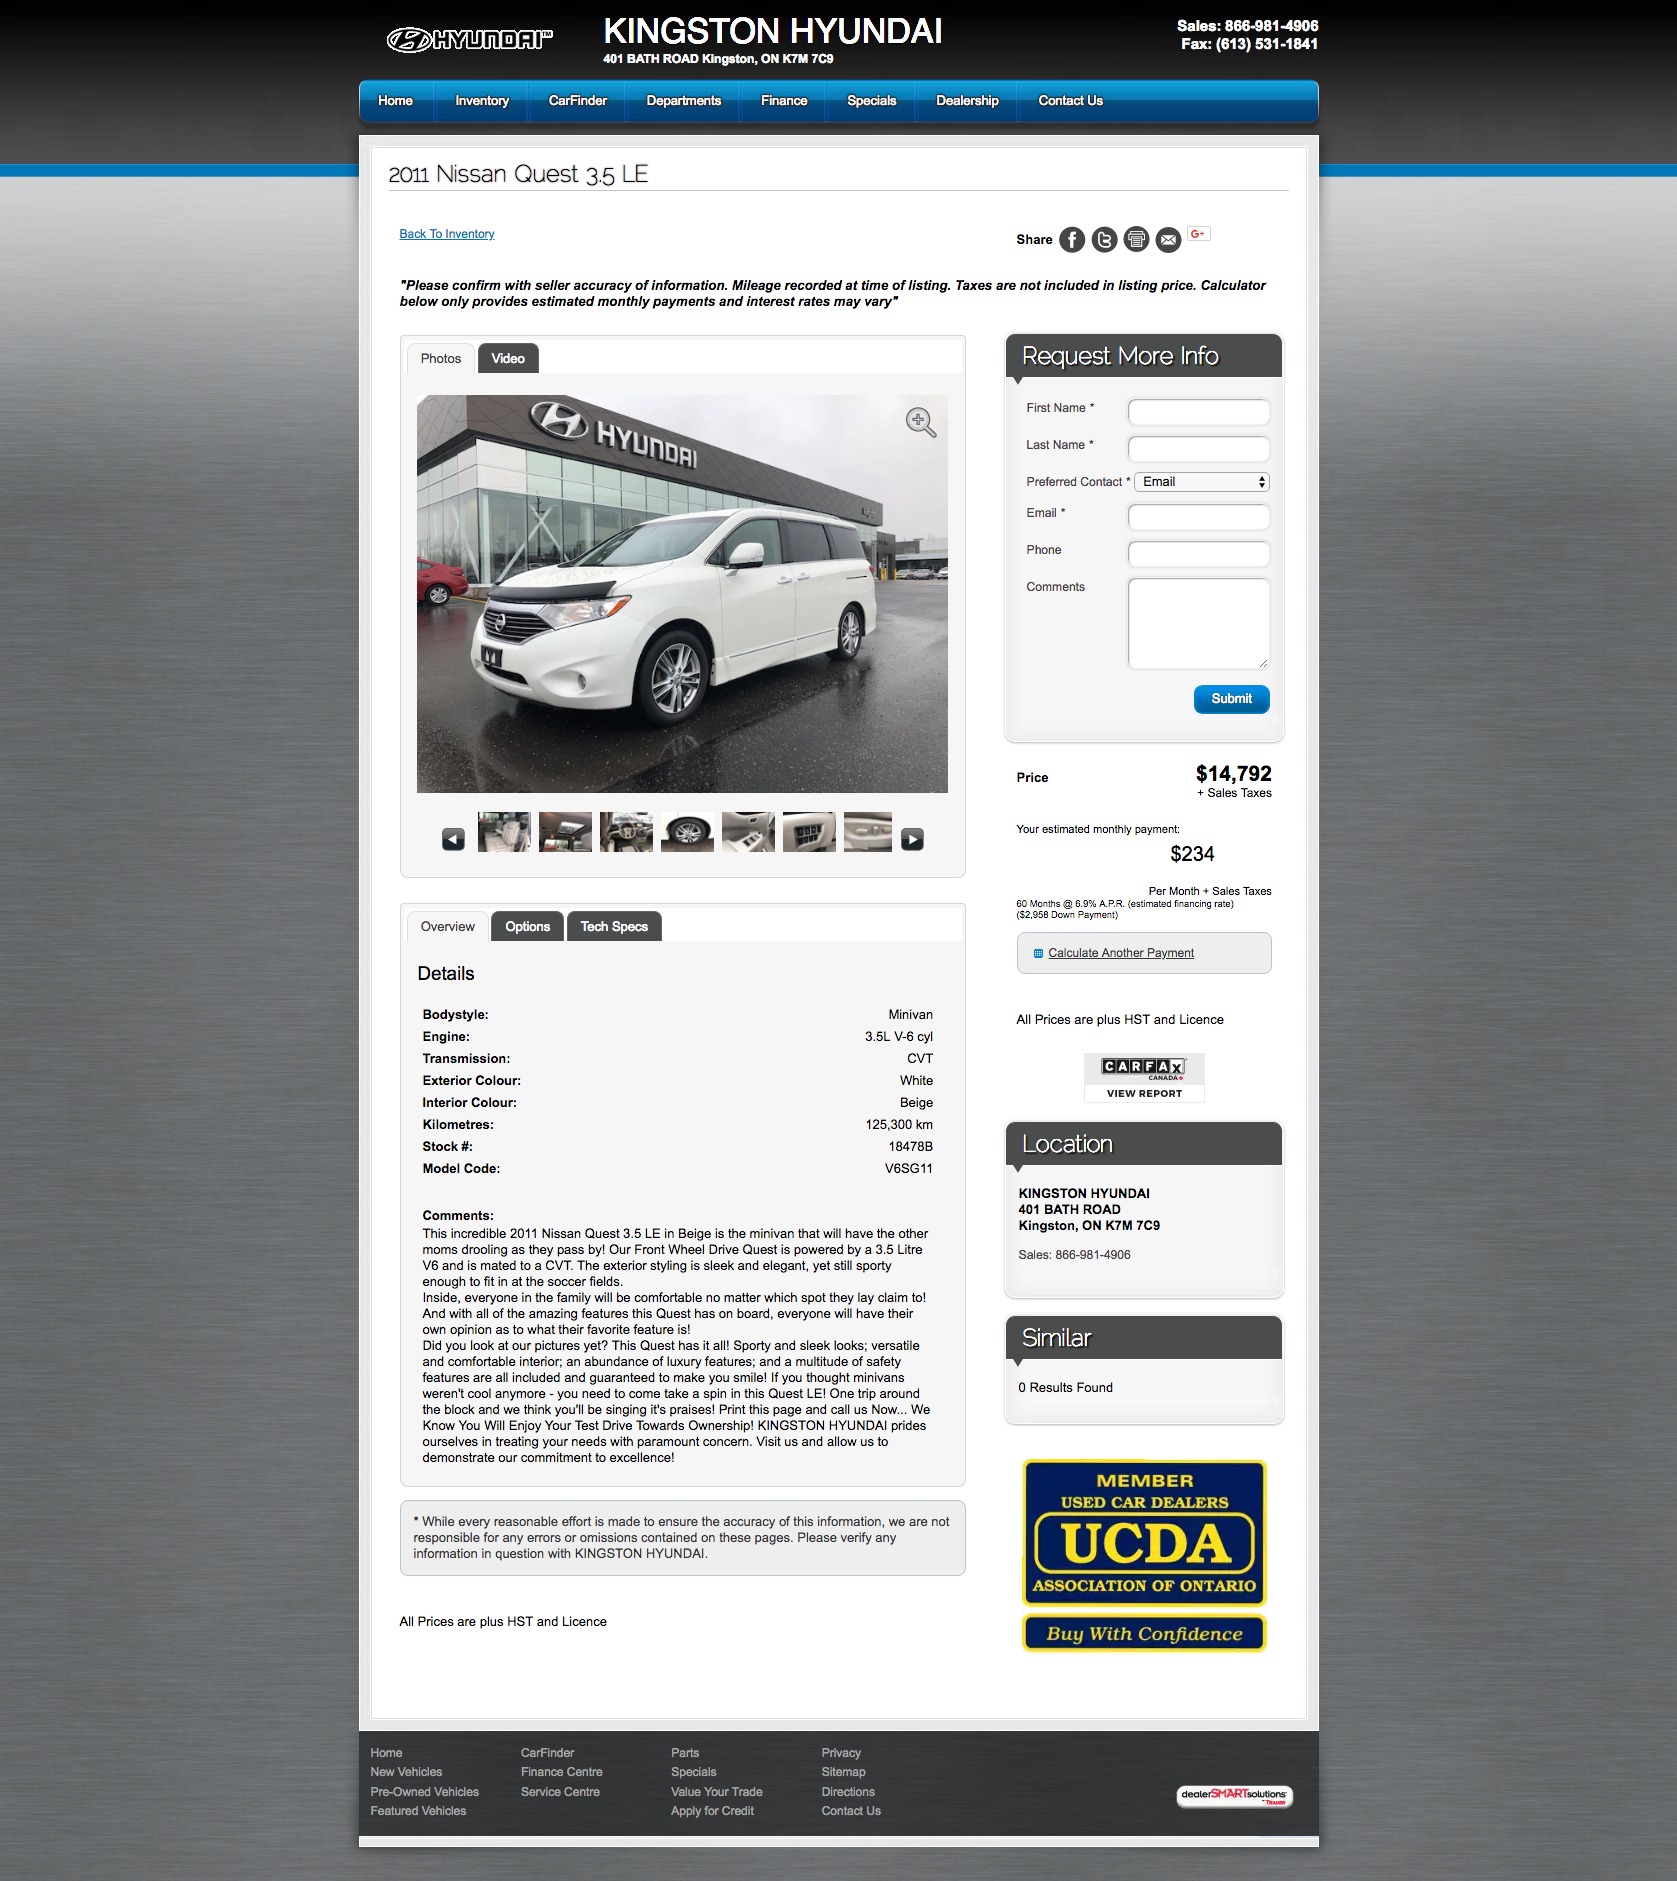 HYUNDAI
KINGSTON HYUNDAI
401 BATH ROAD Kingston, ON K7M 7C9
Sales: 866-981-4906
Fax: (613) 531-1841
Home Inventory CarFinder Departments Finance Specials Dealership Contact Us
2011 Nissan Quest 3.5 LE
Back To Inventory
Share
G+
"Please confirm with seller accuracy of information. Mileage recorded at time of listing. Taxes are not included in listing price. Calculator
below only provides estimated monthly payments and interest rates may vary"
Photos Video
HYUNDAI
Request More Info
First Name *
Last Name *
Preferred Contact * Email
Email *
Phone
Comments
Submit
Price $14,792
+ Sales Taxes
Your estimated monthly payment:
$234
Per Month + Sales Taxes
60 Months @ 6.9% A.P.R. (estimated financing rate)
($2,958 Down Payment)
Calculate Another Payment
All Prices are plus HST and Licence
CARFAX
CANADA
VIEW REPORT
Location
KINGSTON HYUNDAI
401 BATH ROAD
Kingston, ON K7M 7C9
Sales: 866-981-4906
Similar
0 Results Found
MEMBER
USED CAR DEALERS
UCDA
ASSOCIATION OF ONTARIO
Buy With Confidence
Overview Options Tech Specs
Details
Bodystyle: Minivan
Engine: 3.5L V-6 cyl
Transmission: CVT
Exterior Colour: White
Interior Colour: Beige
Kilometres: 125,300 km
Stock #: 18478B
Model Code: V6SG11
Comments:
This incredible 2011 Nissan Quest 3.5 LE in Beige is the minivan that will have the other
moms drooling as they pass by! Our Front Wheel Drive Quest is powered by a 3.5 Litre
V6 and is mated to a CVT. The exterior styling is sleek and elegant, yet still sporty
enough to fit in at the soccer fields.
Inside, everyone in the family will be comfortable no matter which spot they lay claim to!
And with all of the amazing features this Quest has on board, everyone will have their
own opinion as to what their favorite feature is!
Did you look at our pictures yet? This Quest has it all! Sporty and sleek looks; versatile
and comfortable interior; an abundance of luxury features; and a multitude of safety
features are all included and guaranteed to make you smile! If you thought minivans
weren't cool anymore - you need to come take a spin in this Quest LE! One trip around
the block and we think you'll be singing it's praises! Print this page and call us Now... We
Know You Will Enjoy Your Test Drive Towards Ownership! KINGSTON HYUNDAI prides
ourselves in treating your needs with paramount concern. Visit us and allow us to
demonstrate our commitment to excellence!
* While every reasonable effort is made to ensure the accuracy of this information, we are not
responsible for any errors or omissions contained on these pages. Please verify any
information in question with KINGSTON HYUNDAI.
All Prices are plus HST and Licence
Home CarFinder Parts Privacy
New Vehicles Finance Centre Specials Sitemap
Pre-Owned Vehicles Service Centre Value Your Trade Directions
Featured Vehicles Apply for Credit Contact Us
dealerSMARTsolutions
TRADER